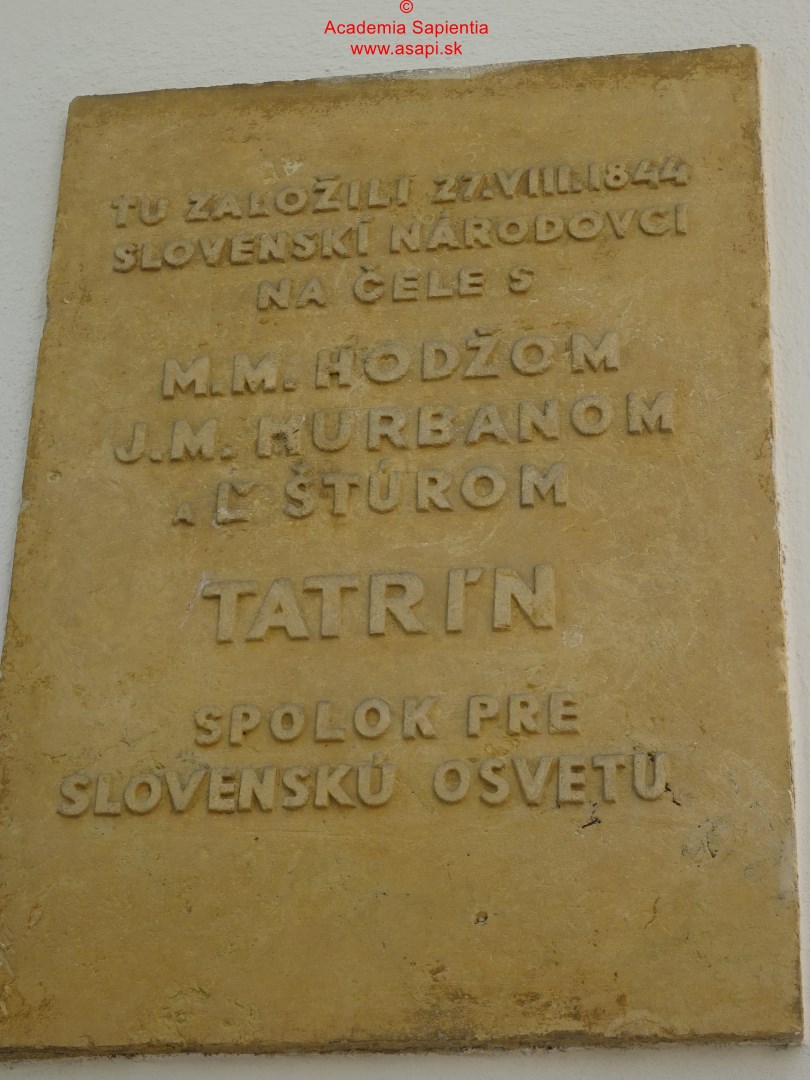 ©
Academia Sapientia
www.asapi.sk
TU ZALOŽILI 27.VIII.1844
SLOVENSKÍ NÁRODOVCI
NA ČELE S
M.M. HODŽOM
J.M. HURBANOM
A Ľ ŠTÚROM
TATRÍN
SPOLOK PRE
SLOVENSKÚ OSVETU